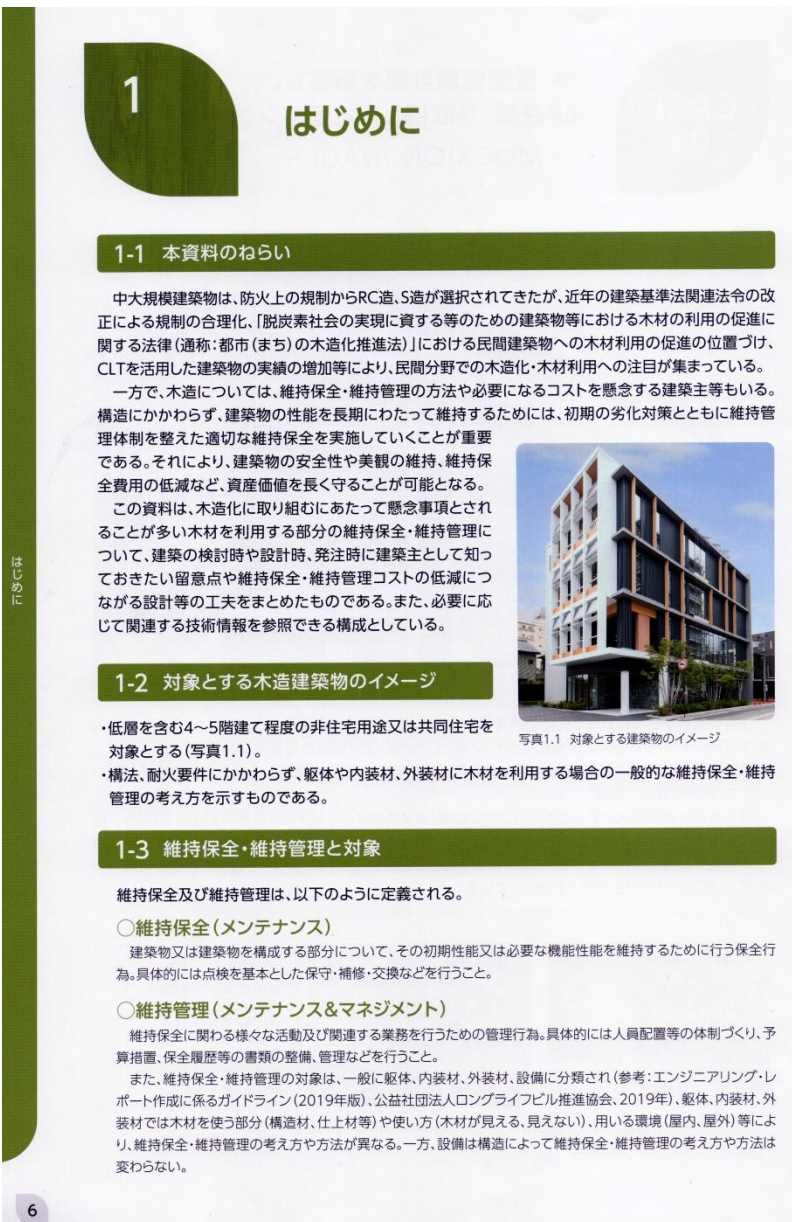 1
はじめに
1-1 本資料のねらい
中大規模建築物は、防火上の規制からRC造、S造が選択されてきたが、近年の建築基準法関連法令の改
正による規制の合理化、「脱炭素社会の実現に資する等のための建築物等における木材の利用の促進に
関する法律(通称:都市(まち)の木造化推進法)」における民間建築物への木材利用の促進の位置づけ、
CLTを活用した建築物の実績の増加等により、民間分野での木造化・木材利用への注目が集まっている。
一方で、木造については、維持保全・維持管理の方法や必要になるコストを懸念する建築主等もいる。
構造にかかわらず、建築物の性能を長期にわたって維持するためには、初期の劣化対策とともに維持管
理体制を整えた適切な維持保全を実施していくことが重要
である。それにより、建築物の安全性や美観の維持、維持保
全費用の低減など、資産価値を長く守ることが可能となる。
この資料は、木造化に取り組むにあたって懸念事項とされ
ることが多い木材を利用する部分の維持保全・維持管理に
ついて、建築の検討時や設計時、発注時に建築主として知っ
ておきたい留意点や維持保全・維持管理コストの低減につ
ながる設計等の工夫をまとめたものである。また、必要に応
じて関連する技術情報を参照できる構成としている。
1-2 対象とする木造建築物のイメージ
・低層を含む4〜5階建て程度の非住宅用途又は共同住宅を
対象とする(写真1.1)。
写真1.1 対象とする建築物のイメージ
・構法、耐火要件にかかわらず、躯体や内装材、外装材に木材を利用する場合の一般的な維持保全・維持
管理の考え方を示すものである。
1-3 維持保全・維持管理と対象
維持保全及び維持管理は、以下のように定義される。
○維持保全(メンテナンス)
建築物又は建築物を構成する部分について、その初期性能又は必要な機能性能を維持するために行う保全行
為。具体的には点検を基本とした保守・補修・交換などを行うこと。
○維持管理(メンテナンス&マネジメント)
維持保全に関わる様々な活動及び関連する業務を行うための管理行為。具体的には人員配置等の体制づくり、予
算措置、保全履歴等の書類の整備、管理などを行うこと。
また、維持保全・維持管理の対象は、一般に躯体、内装材、外装材、設備に分類され(参考:エンジニアリング・レ
ポート作成に係るガイドライン(2019年版)、公益社団法人ロングライフビル推進協会、2019年)、躯体、内装材、外
装材では木材を使う部分(構造材、仕上材等)や使い方(木材が見える、見えない)、用いる環境(屋内、屋外)等によ
り、維持保全・維持管理の考え方や方法が異なる。一方、設備は構造によって維持保全・維持管理の考え方や方法は
変わらない。
はじめに
6